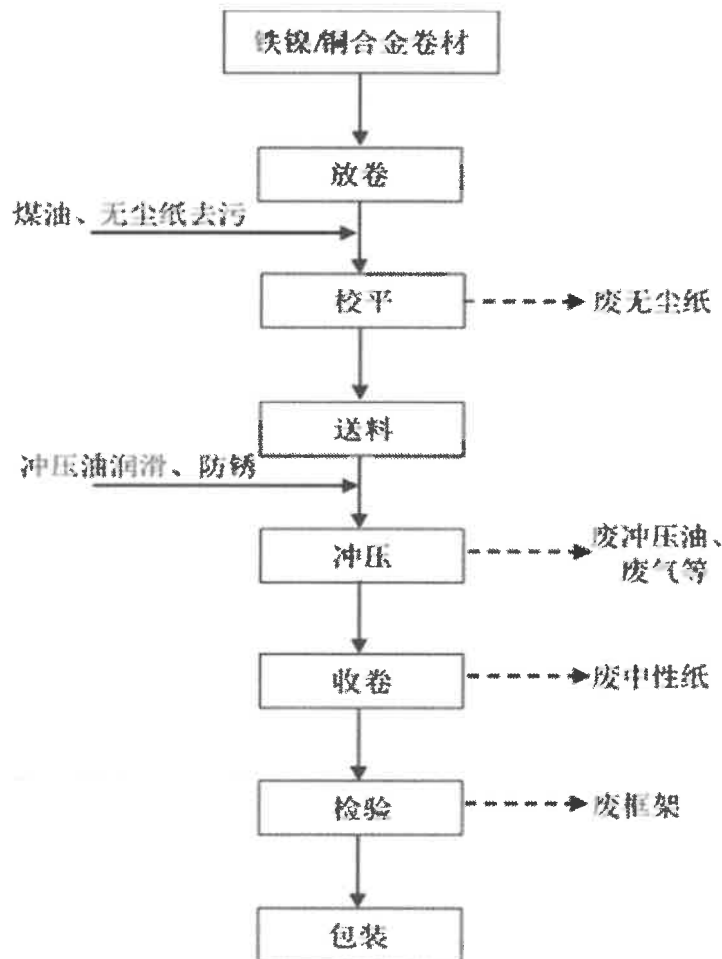 铁镍/铜合金卷材
放卷
煤油、无尘纸去污
校平
废无尘纸
送料
冲压油润滑、防锈
冲压
废冲压油、
废气等
收卷
废中性纸
检验
废框架
包装